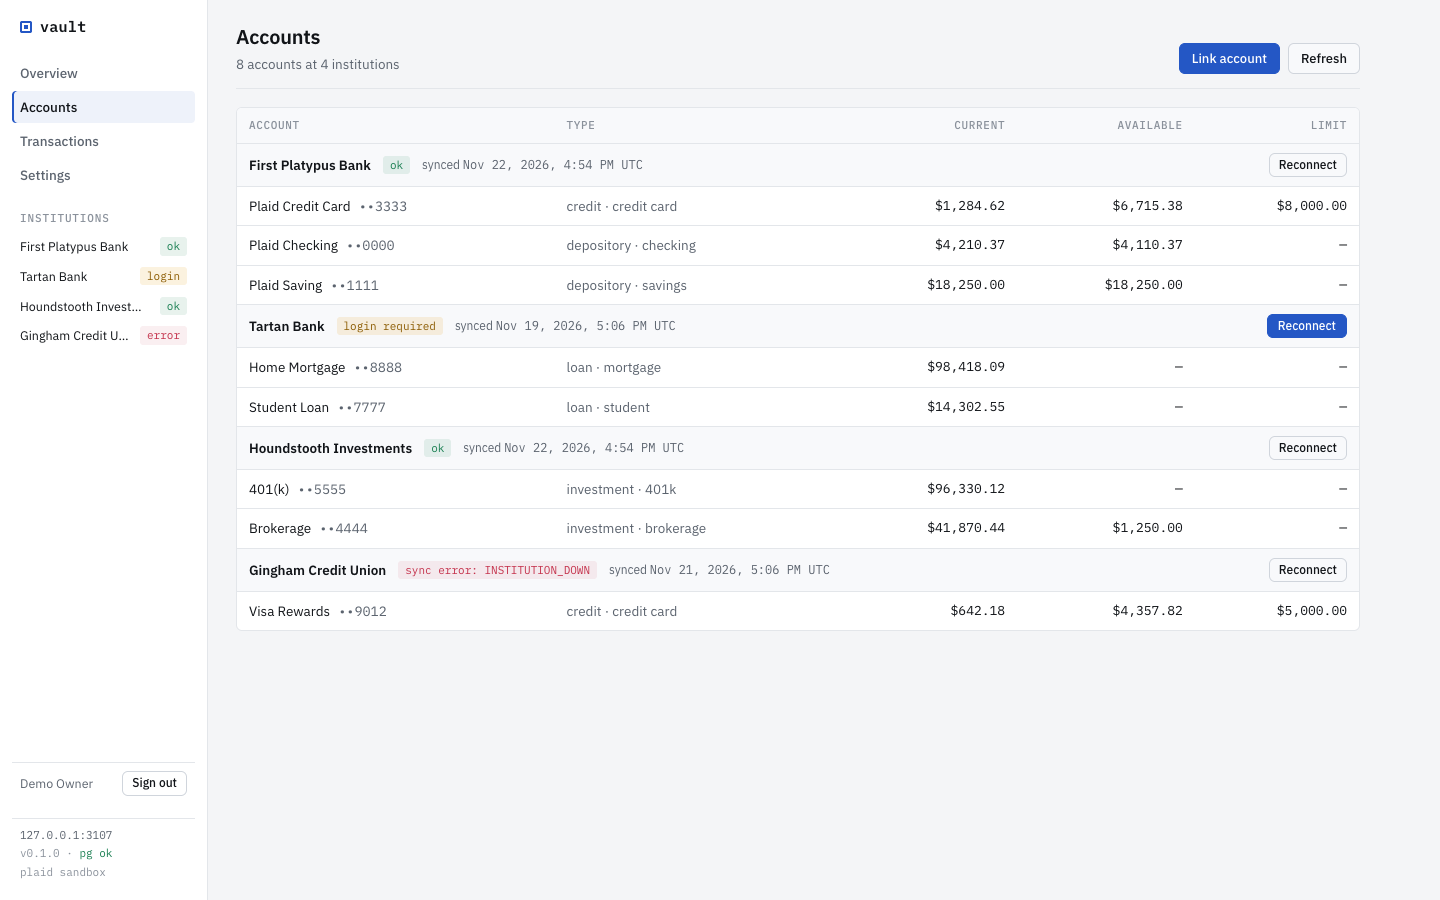 vault
Overview
Accounts
Transactions
Settings
INSTITUTIONS
First Platypus Bank ok
Tartan Bank login
Houndstooth Invest... ok
Gingham Credit U... error
Demo Owner Sign out
127.0.0.1:3107
v0.1.0 · pg ok
plaid sandbox
Accounts
8 accounts at 4 institutions
Link account Refresh
ACCOUNT TYPE CURRENT AVAILABLE LIMIT
First Platypus Bank ok synced Nov 22, 2026, 4:54 PM UTC Reconnect
Plaid Credit Card ••3333 credit · credit card $1,284.62 $6,715.38 $8,000.00
Plaid Checking ••0000 depository · checking $4,210.37 $4,110.37 —
Plaid Saving ••1111 depository · savings $18,250.00 $18,250.00 —
Tartan Bank login required synced Nov 19, 2026, 5:06 PM UTC Reconnect
Home Mortgage ••8888 loan · mortgage $98,418.09 — —
Student Loan ••7777 loan · student $14,302.55 — —
Houndstooth Investments ok synced Nov 22, 2026, 4:54 PM UTC Reconnect
401(k) ••5555 investment · 401k $96,330.12 — —
Brokerage ••4444 investment · brokerage $41,870.44 $1,250.00 —
Gingham Credit Union sync error: INSTITUTION_DOWN synced Nov 21, 2026, 5:06 PM UTC Reconnect
Visa Rewards ••9012 credit · credit card $642.18 $4,357.82 $5,000.00